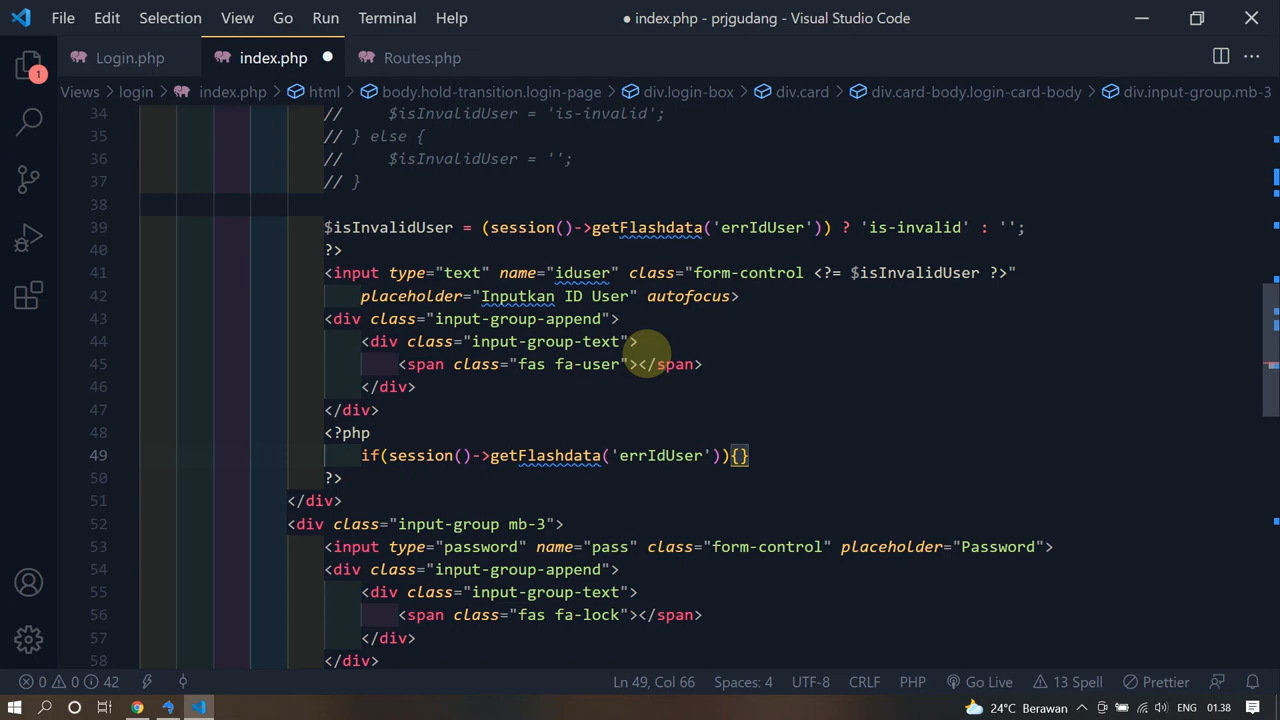 File Edit Selection View Go Run Terminal Help
● index.php - prjgudang - Visual Studio Code
Login.php
index.php
Routes.php
1
Views login index.php html body.hold-transition.login-page div.login-box div.card div.card-body.login-card-body div.input-group.mb-3
34 // $isInvalidUser = 'is-invalid';
35 // } else {
36 // $isInvalidUser = '';
37 // }
38
39 $isInvalidUser = (session()->getFlashdata('errIdUser')) ? 'is-invalid' : '';
40 ?>
41 <input type="text" name="iduser" class="form-control <?= $isInvalidUser ?>"
42 placeholder="Inputkan ID User" autofocus>
43 <div class="input-group-append">
44 <div class="input-group-text">
45 <span class="fas fa-user"></span>
46 </div>
47 </div>
48 <?php
49 if(session()->getFlashdata('errIdUser')){}
50 ?>
51 </div>
52 <div class="input-group mb-3">
53 <input type="password" name="pass" class="form-control" placeholder="Password">
54 <div class="input-group-append">
55 <div class="input-group-text">
56 <span class="fas fa-lock"></span>
57 </div>
58 </div>
0 0 42 Ln 49, Col 66 Spaces: 4 UTF-8 CRLF PHP Go Live 13 Spell Prettier
24°C Berawan ENG 01.38